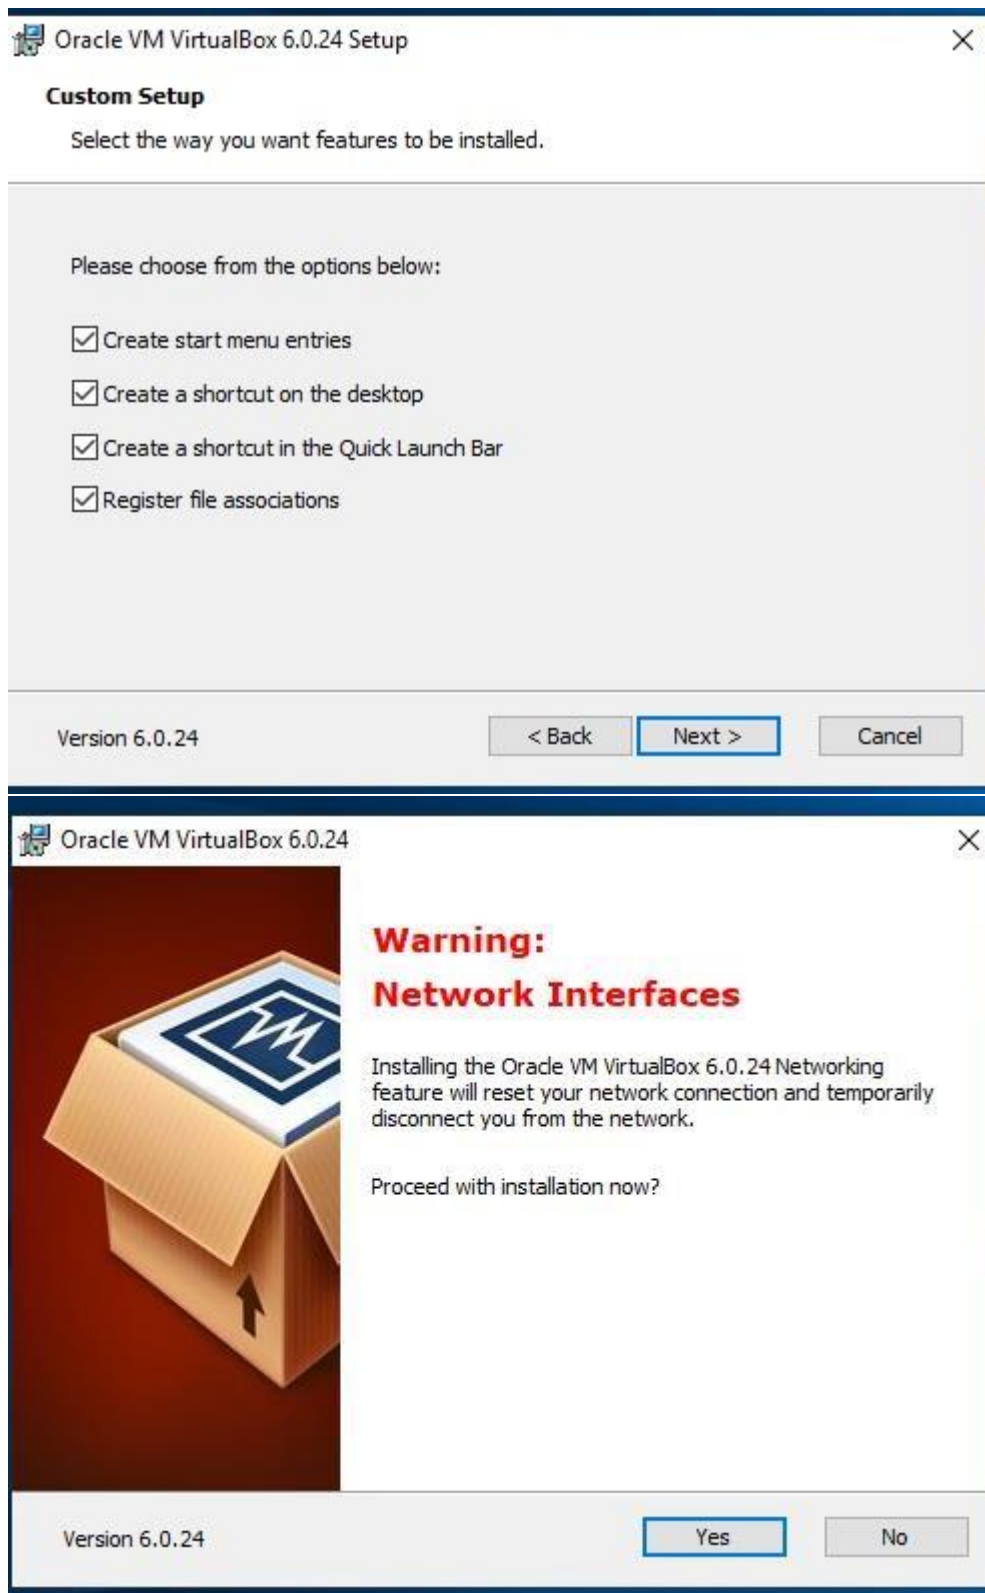 Oracle VM VirtualBox 6.0.24 Setup
Custom Setup
Select the way you want features to be installed.
Please choose from the options below:
Create start menu entries
Create a shortcut on the desktop
Create a shortcut in the Quick Launch Bar
Register file associations
Version 6.0.24
< Back
Next >
Cancel
Oracle VM VirtualBox 6.0.24
Warning:
Network Interfaces
Installing the Oracle VM VirtualBox 6.0.24 Networking
feature will reset your network connection and temporarily
disconnect you from the network.
Proceed with installation now?
Version 6.0.24
Yes
No